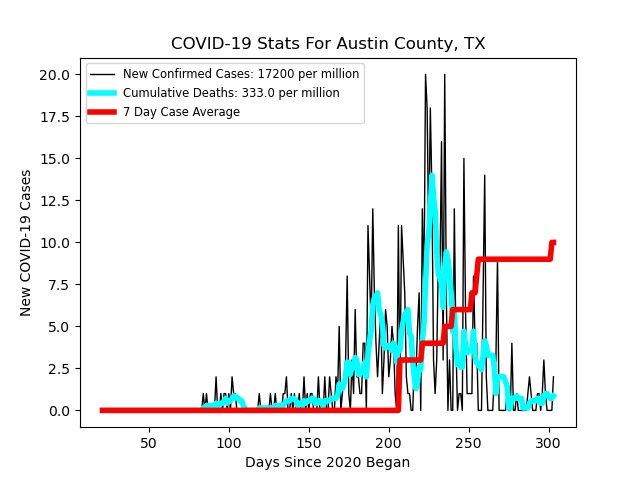 COVID-19 Stats For Austin County, TX
New Confirmed Cases: 17200 per million
Cumulative Deaths: 333.0 per million
7 Day Case Average
20.0
17.5
15.0
12.5
10.0
7.5
5.0
2.5
0.0
New COVID-19 Cases
50 100 150 200 250 300
Days Since 2020 Began